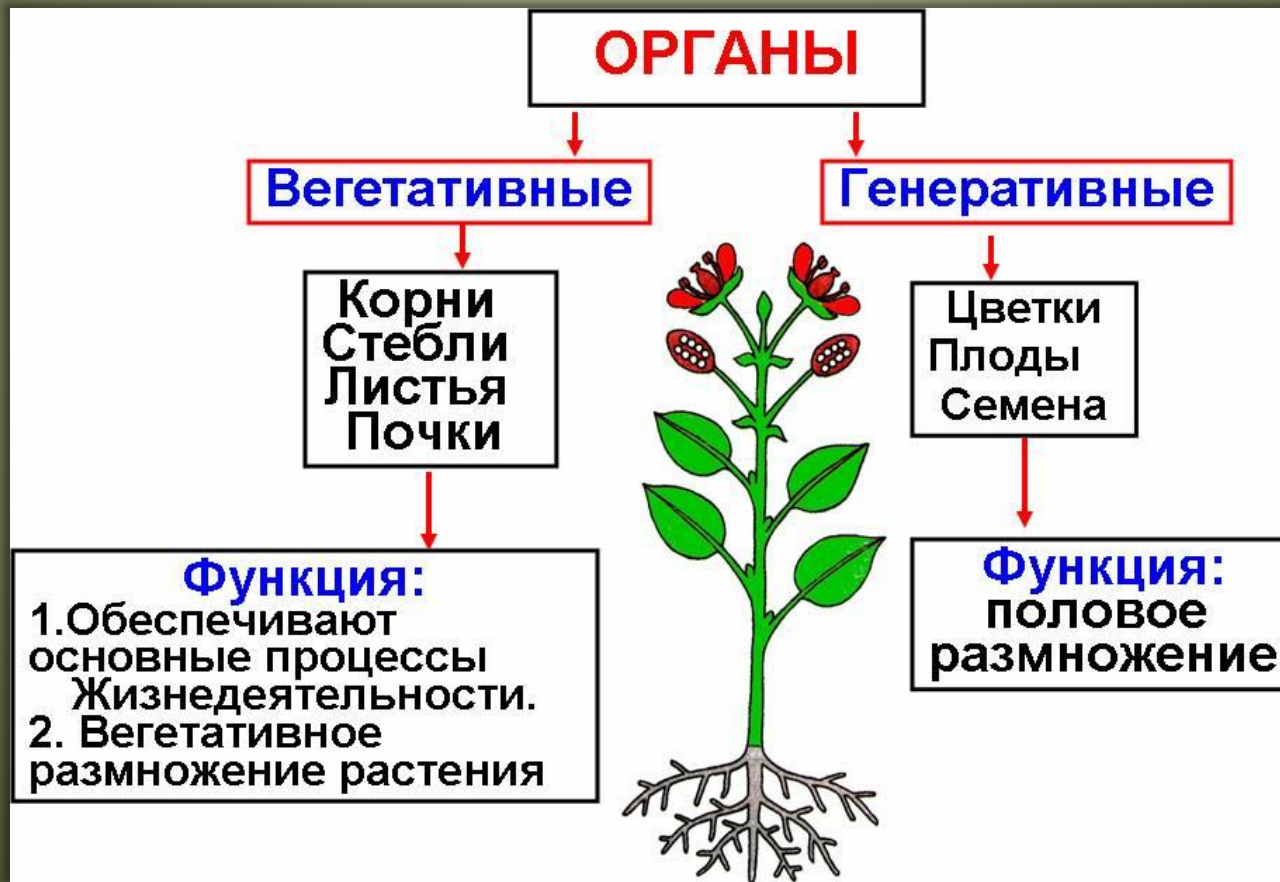 ОРГАНЫ
Вегетативные
Генеративные
Корни
Стебли
Листья
Почки
Цветки
Плоды
Семена
Функция:
1.Обеспечивают
основные процессы
Жизнедеятельности.
2. Вегетативное
размножение растения
Функция:
половое
размножение